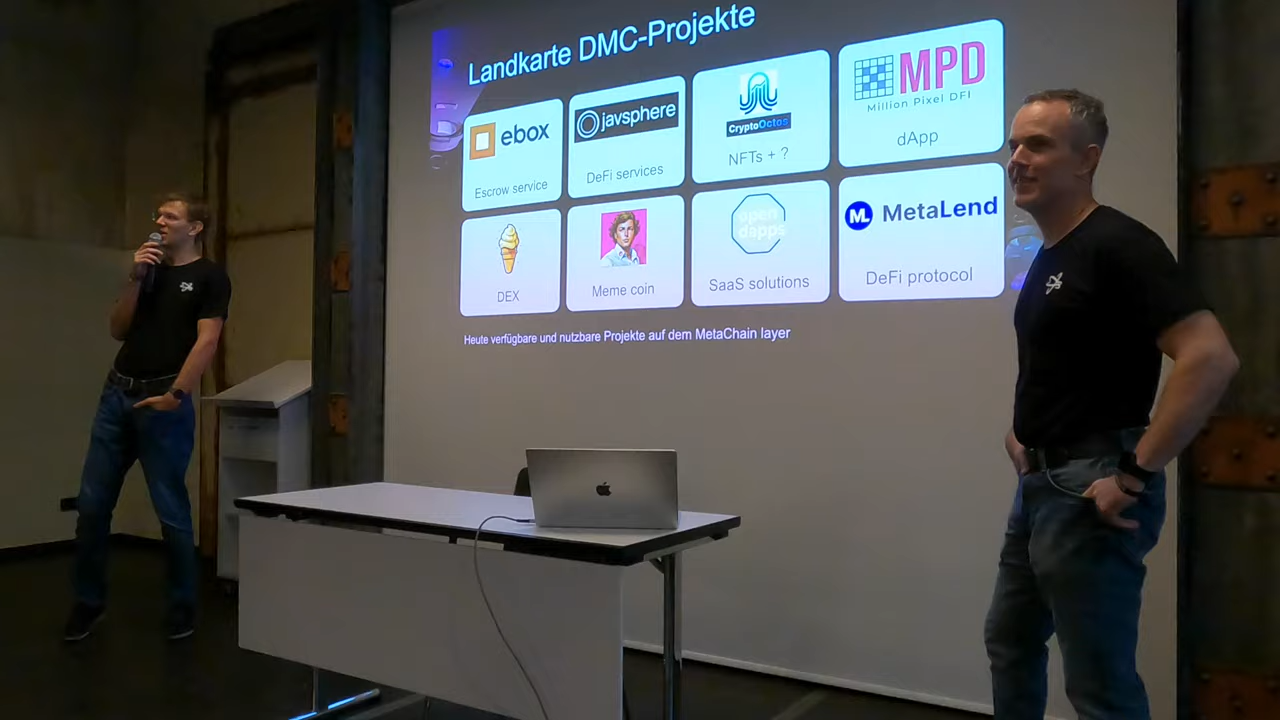 Landkarte DMC-Projekte
ebox
Escrow service
javsphere
DeFi services
CryptoOctos
NFTs + ?
MPD
Million Pixel DFI
dApp
DEX
Meme coin
open
dapps
SaaS solutions
ML MetaLend
DeFi protocol
Heute verfügbare und nutzbare Projekte auf dem MetaChain layer